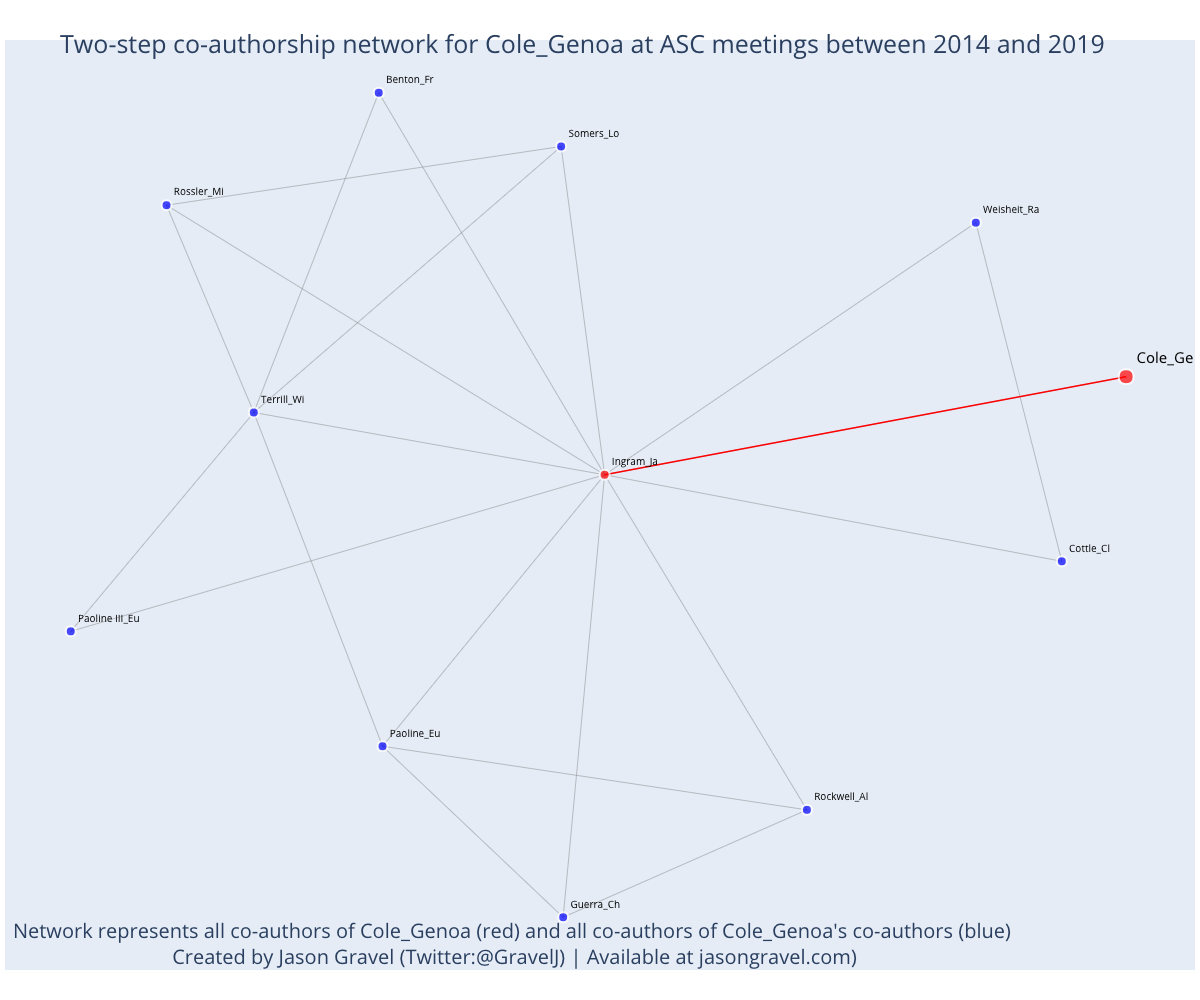 Two-step co-authorship network for Cole_Genoa at ASC meetings between 2014 and 2019
Benton_Fr
Somers_Lo
Rossler_Mi
Weisheit_Ra
Cole_Ge
Terrill_Wi
Ingram_Ja
Cottle_Cl
Paoline III_Eu
Paoline_Eu
Rockwell_Al
Guerra_Ch
Network represents all co-authors of Cole_Genoa (red) and all co-authors of Cole_Genoa's co-authors (blue)
Created by Jason Gravel (Twitter:@GravelJ) | Available at jasongravel.com)